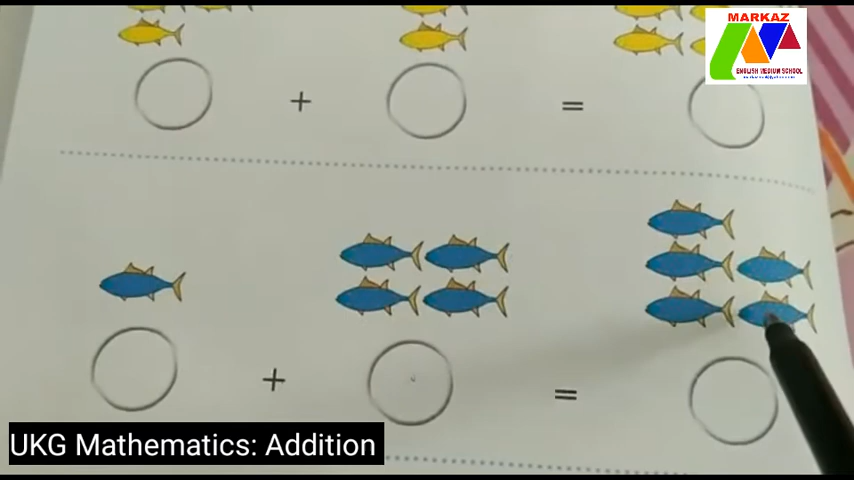 MARKAZ
ENGLISH MEDIUM SCHOOL
+ =
+ =
UKG Mathematics: Addition